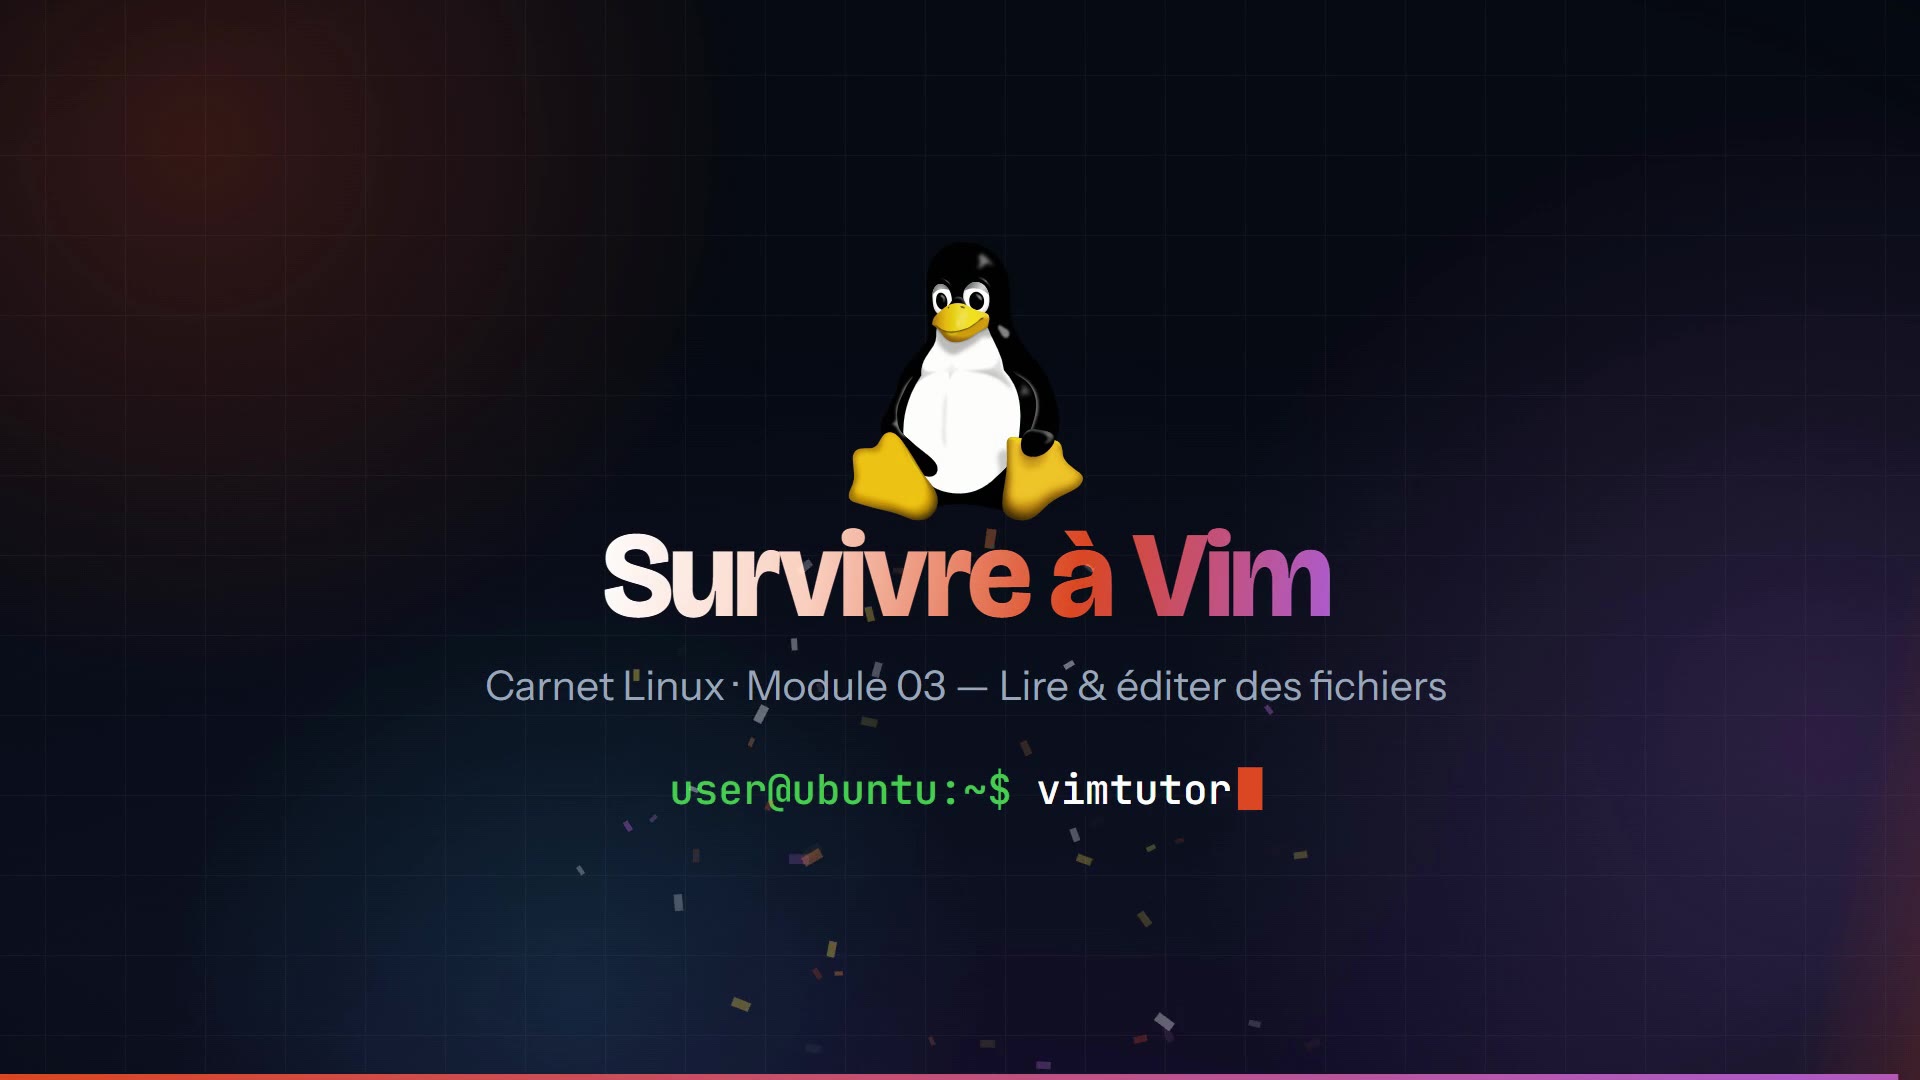 Survivre à Vim
Carnet Linux · Module 03 — Lire & éditer des fichiers
user@ubuntu:~$ vimtutor